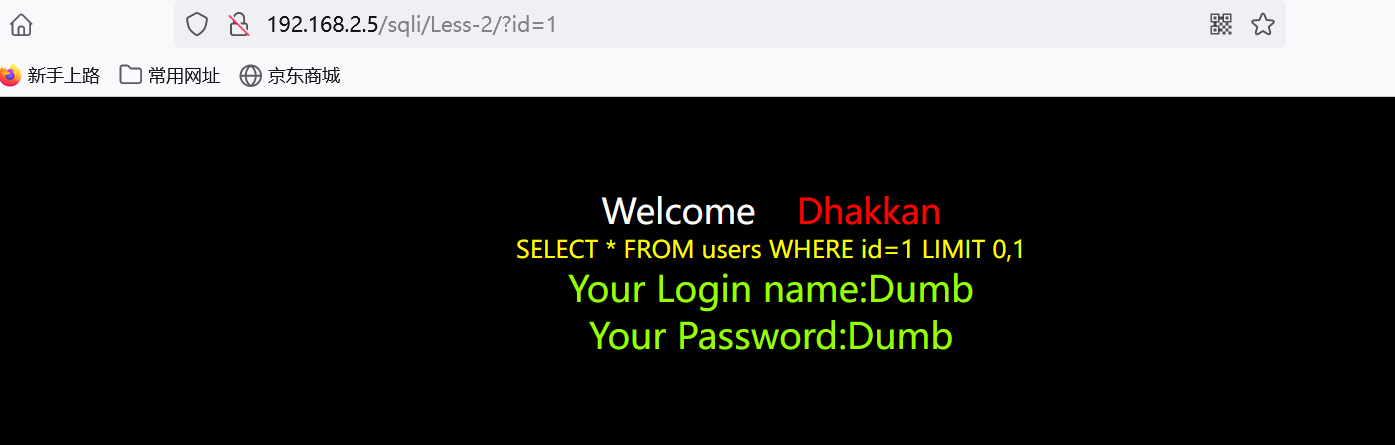 192.168.2.5/sqli/Less-2/?id=1
新手上路 常用网址 京东商城
Welcome Dhakkan
SELECT * FROM users WHERE id=1 LIMIT 0,1
Your Login name:Dumb
Your Password:Dumb